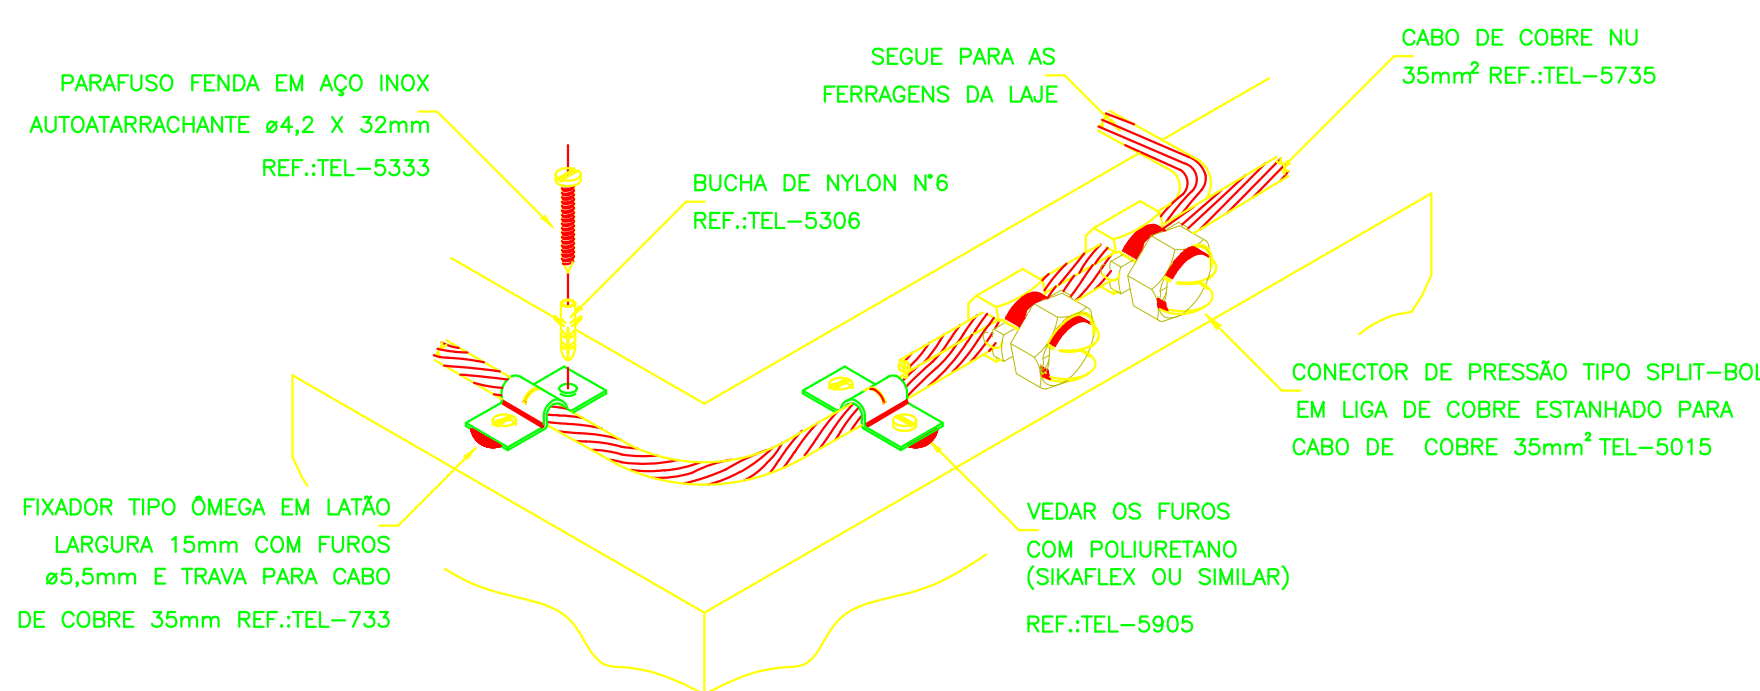 PARAFUSO FENDA EM AÇO INOX
AUTOATARRACHANTE ø4,2 X 32mm
REF.:TEL-5333
BUCHA DE NYLON N°6
REF.:TEL-5306
SEGUE PARA AS
FERRAGENS DA LAJE
CABO DE COBRE NU
35mm² REF.:TEL-5735
CONECTOR DE PRESSÃO TIPO SPLIT-BOL
EM LIGA DE COBRE ESTANHADO PARA
CABO DE COBRE 35mm² TEL-5015
FIXADOR TIPO ÔMEGA EM LATÃO
LARGURA 15mm COM FUROS
ø5,5mm E TRAVA PARA CABO
DE COBRE 35mm REF.:TEL-733
VEDAR OS FUROS
COM POLIURETANO
(SIKAFLEX OU SIMILAR)
REF.:TEL-5905